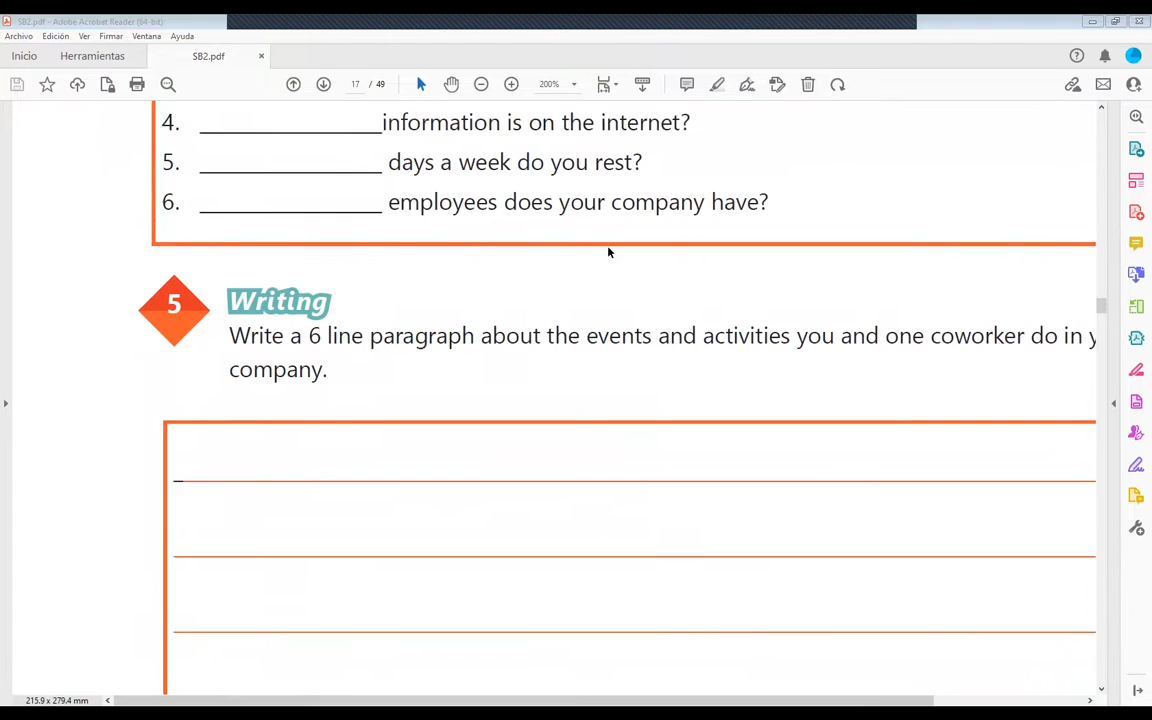 SB2.pdf - Adobe Acrobat Reader (64-bit)
Archivo Edición Ver Firmar Ventana Ayuda
Inicio Herramientas SB2.pdf ×
17 / 49 200%
4. ______________information is on the internet?
5. ______________ days a week do you rest?
6. ______________ employees does your company have?
5 Writing
Write a 6 line paragraph about the events and activities you and one coworker do in y
company.
215.9 x 279.4 mm